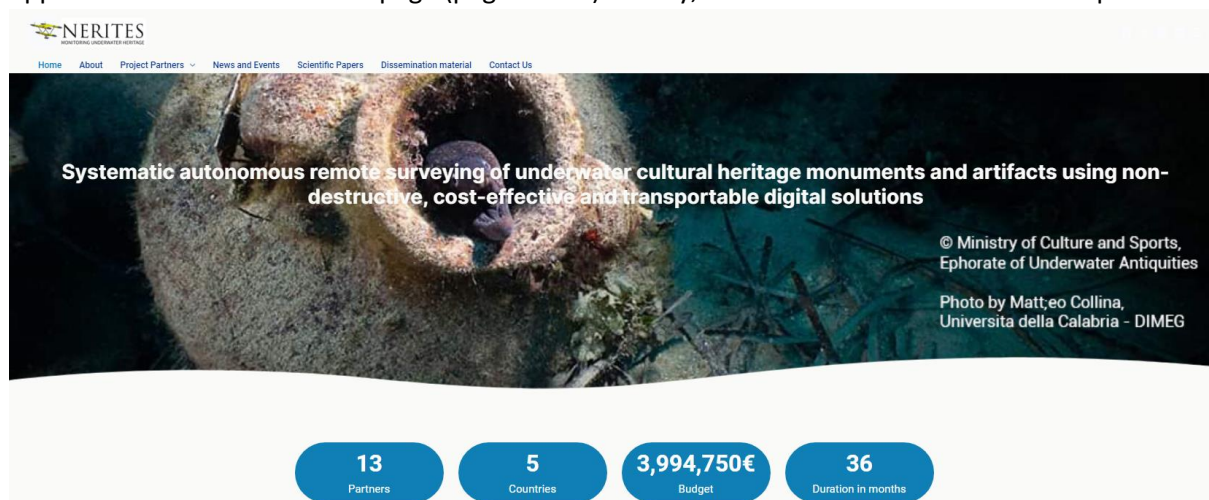 NERITES
MONITORING UNDERWATER HERITAGE
Home About Project Partners News and Events Scientific Papers Dissemination material Contact Us
Systematic autonomous remote surveying of underwater cultural heritage monuments and artifacts using non-
destructive, cost-effective and transportable digital solutions
© Ministry of Culture and Sports,
Ephorate of Underwater Antiquities
Photo by Matt;eo Collina,
Universita della Calabria - DIMEG
13 5 3,994,750€ 36
Partners Countries Budget Duration in months